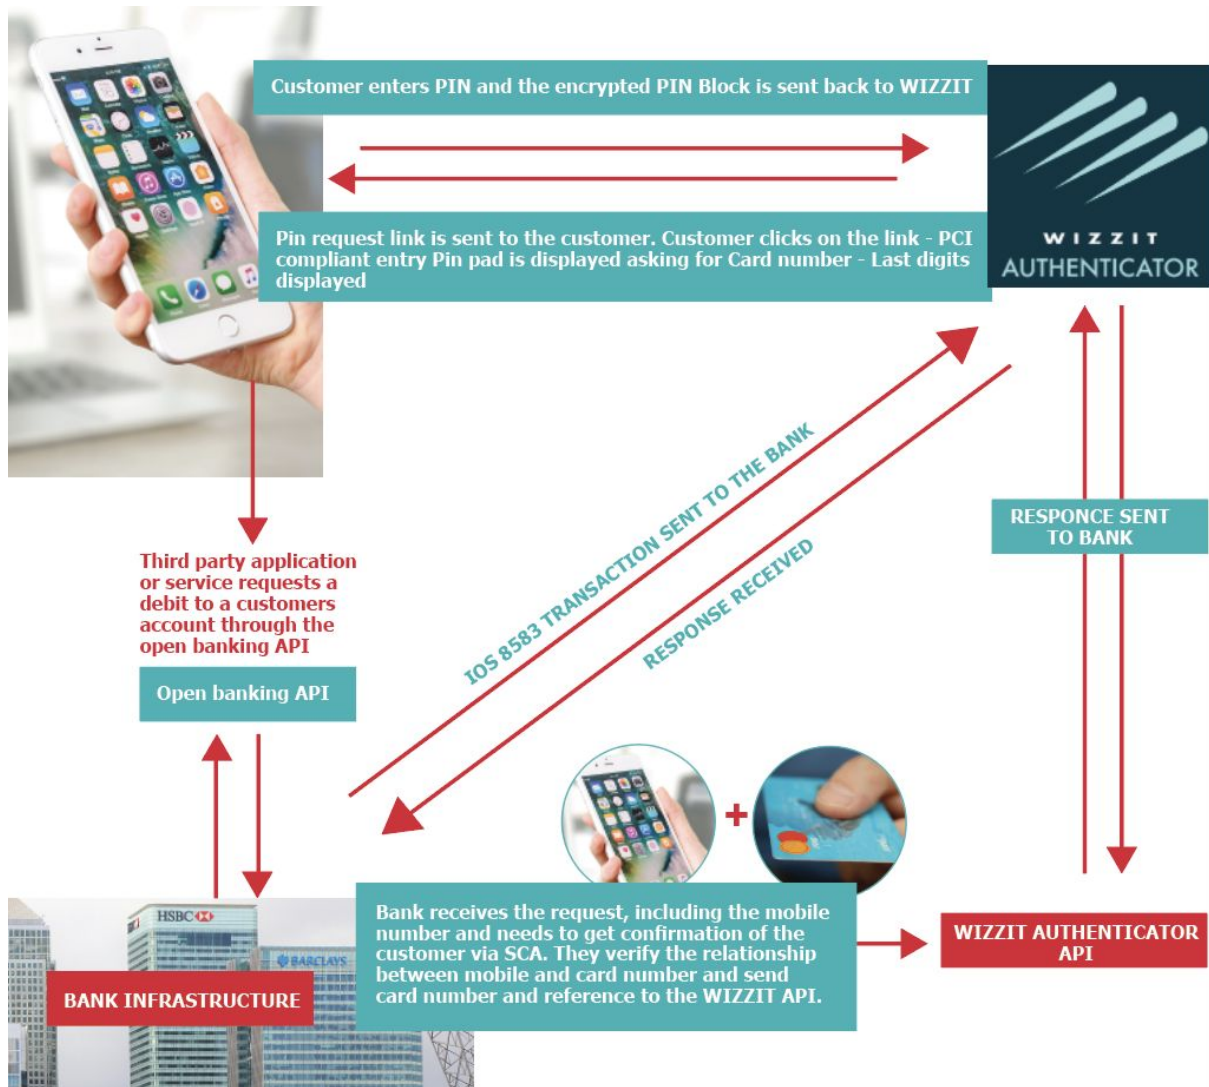 Customer enters PIN and the encrypted PIN Block is sent back to WIZZIT
Pin request link is sent to the customer. Customer clicks on the link - PCI
compliant entry Pin pad is displayed asking for Card number - Last digits
displayed
WIZZIT
AUTHENTICATOR
IOS 8583 TRANSACTION SENT TO THE BANK
RESPONSE RECEIVED
RESPONCE SENT
TO BANK
Third party application
or service requests a
debit to a customers
account through the
open banking API
Open banking API
+
HSBC
BARCLAYS
BANK INFRASTRUCTURE
Bank receives the request, including the mobile
number and needs to get confirmation of the
customer via SCA. They verify the relationship
between mobile and card number and send
card number and reference to the WIZZIT API.
WIZZIT AUTHENTICATOR
API